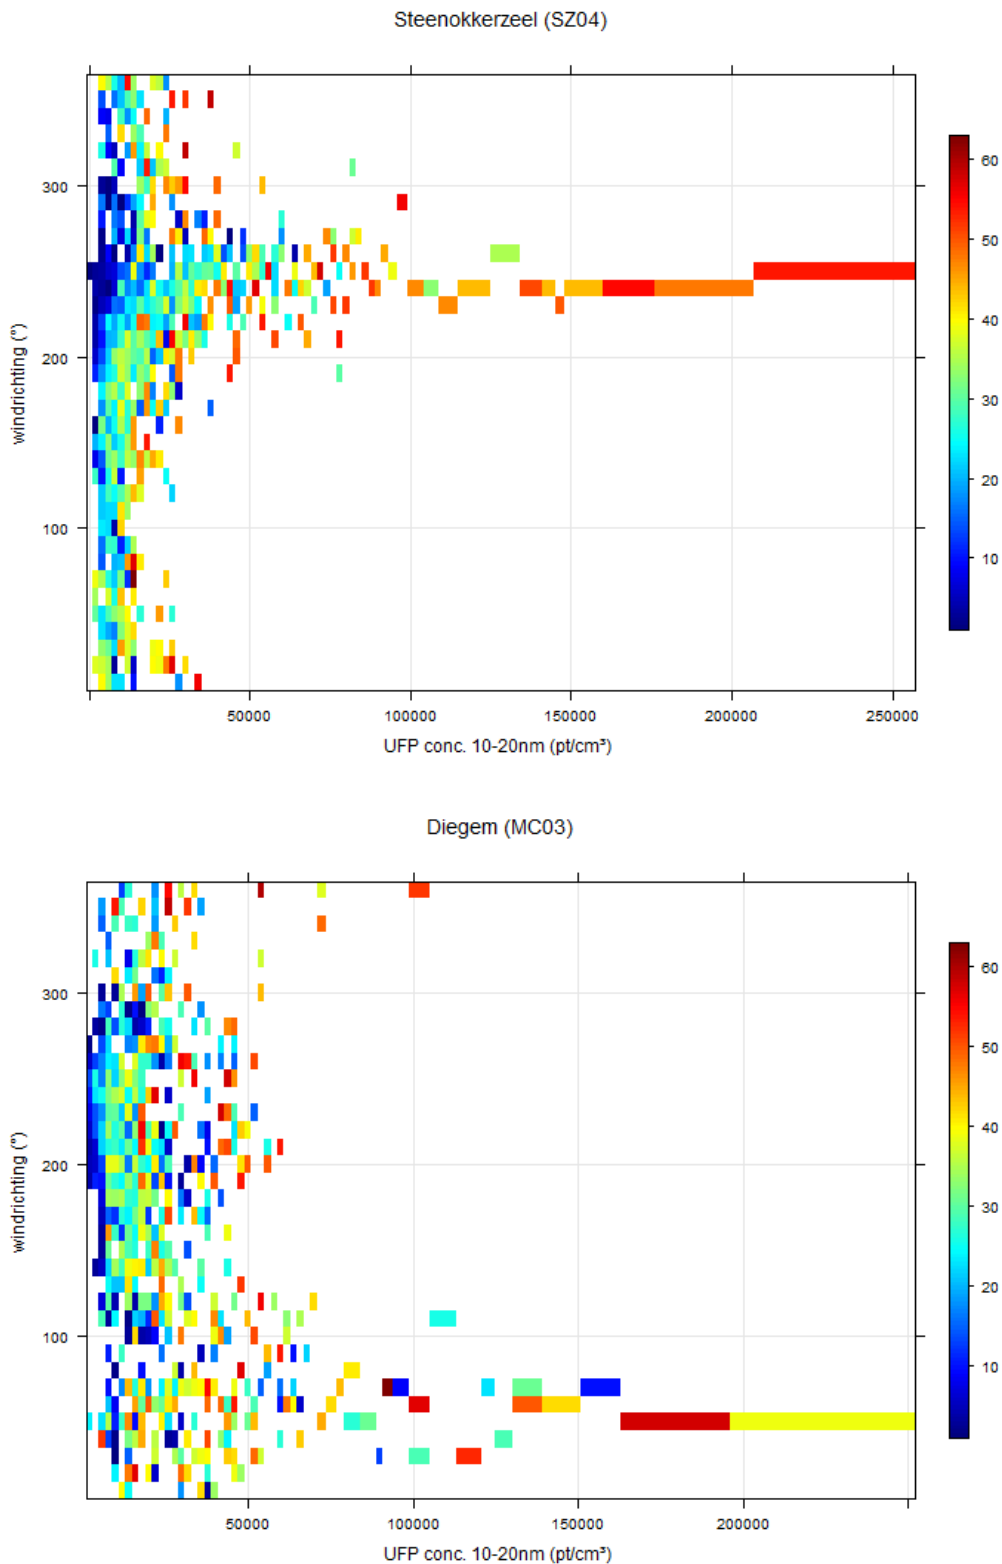 Steenokkerzeel (SZ04)
300
200
100
windrichting (°)
50000 100000 150000 200000 250000
UFP conc. 10-20nm (pt/cm³)
60
50
40
30
20
10
Diegem (MC03)
300
200
100
windrichting (°)
50000 100000 150000 200000
UFP conc. 10-20nm (pt/cm³)
60
50
40
30
20
10